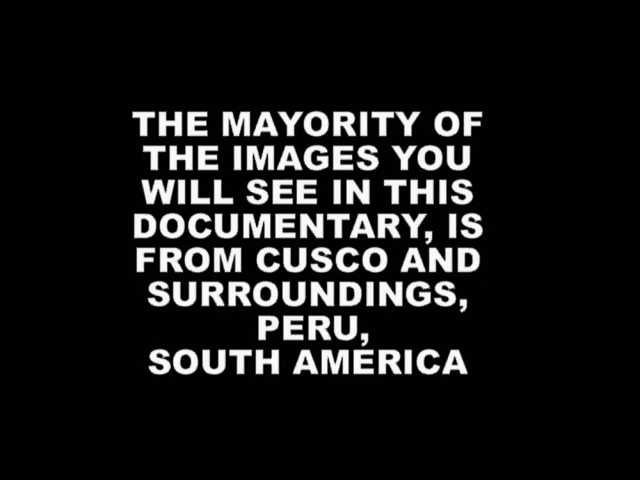 THE MAYORITY OF
THE IMAGES YOU
WILL SEE IN THIS
DOCUMENTARY, IS
FROM CUSCO AND
SURROUNDINGS,
PERU,
SOUTH AMERICA